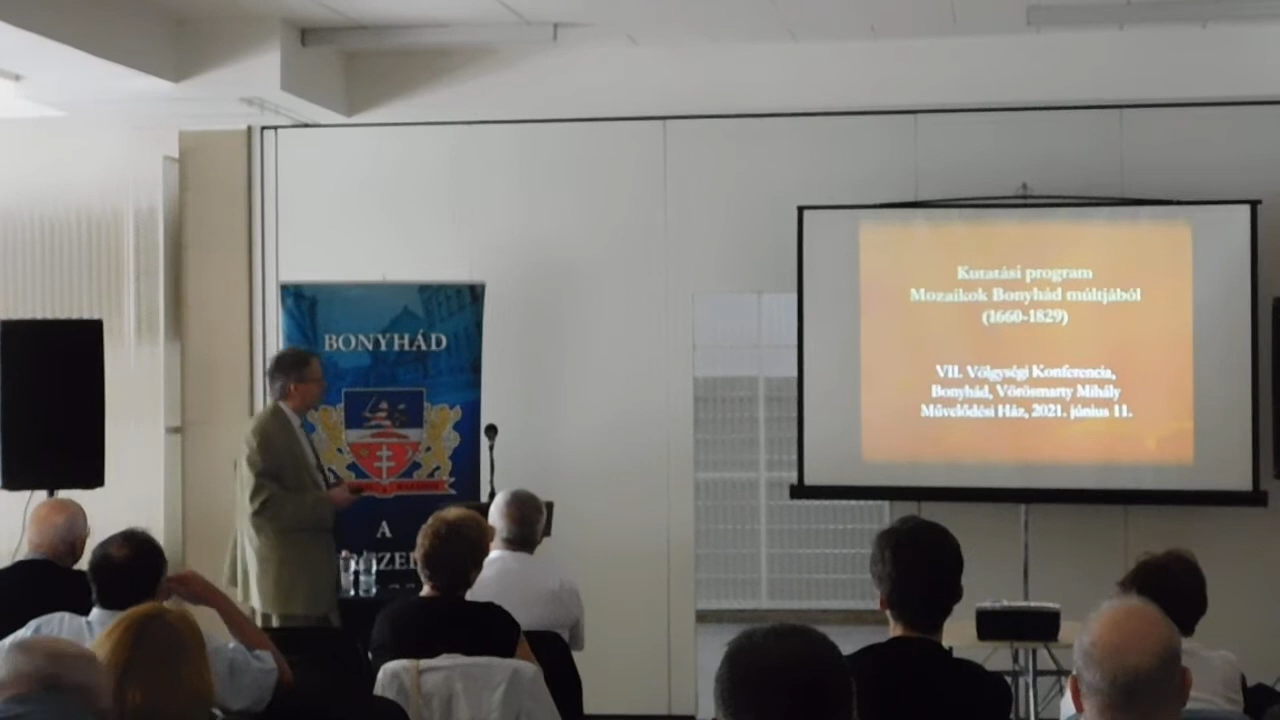 BONYHÁD
A
Kutatási program
Mozaikok Bonyhád múltjából
(1660-1829)
VII. Völgységi Konferencia,
Bonyhád, Vörösmarty Mihály
Művelődési Ház, 2021. június 11.